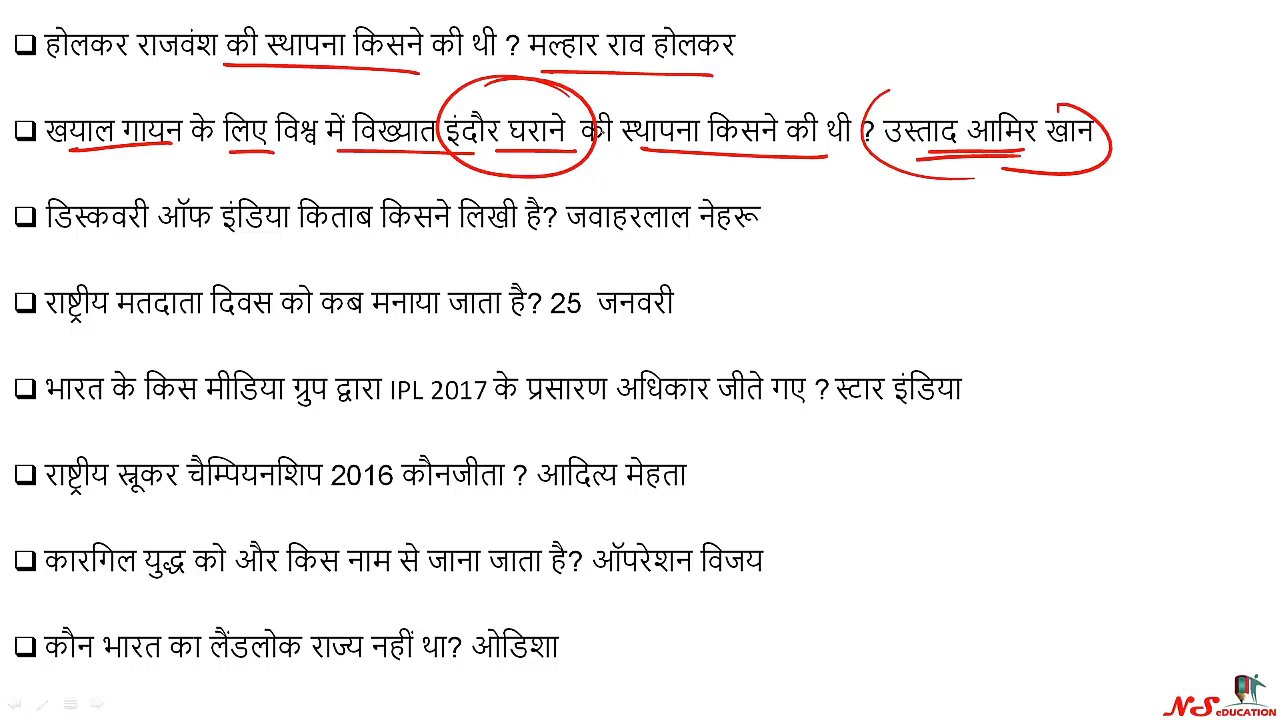 ❑ होलकर राजवंश की स्थापना किसने की थी ? मल्हार राव होलकर
❑ खयाल गायन के लिए विश्व में विख्यात इंदौर घराने की स्थापना किसने की थी ? उस्ताद आमिर खान
❑ डिस्कवरी ऑफ इंडिया किताब किसने लिखी है? जवाहरलाल नेहरू
❑ राष्ट्रीय मतदाता दिवस को कब मनाया जाता है? 25 जनवरी
❑ भारत के किस मीडिया ग्रुप द्वारा IPL 2017 के प्रसारण अधिकार जीते गए ? स्टार इंडिया
❑ राष्ट्रीय स्नूकर चैम्पियनशिप 2016 कौनजीता ? आदित्य मेहता
❑ कारगिल युद्ध को और किस नाम से जाना जाता है? ऑपरेशन विजय
❑ कौन भारत का लैंडलोक राज्य नहीं था? ओडिशा
NS eDUCATION